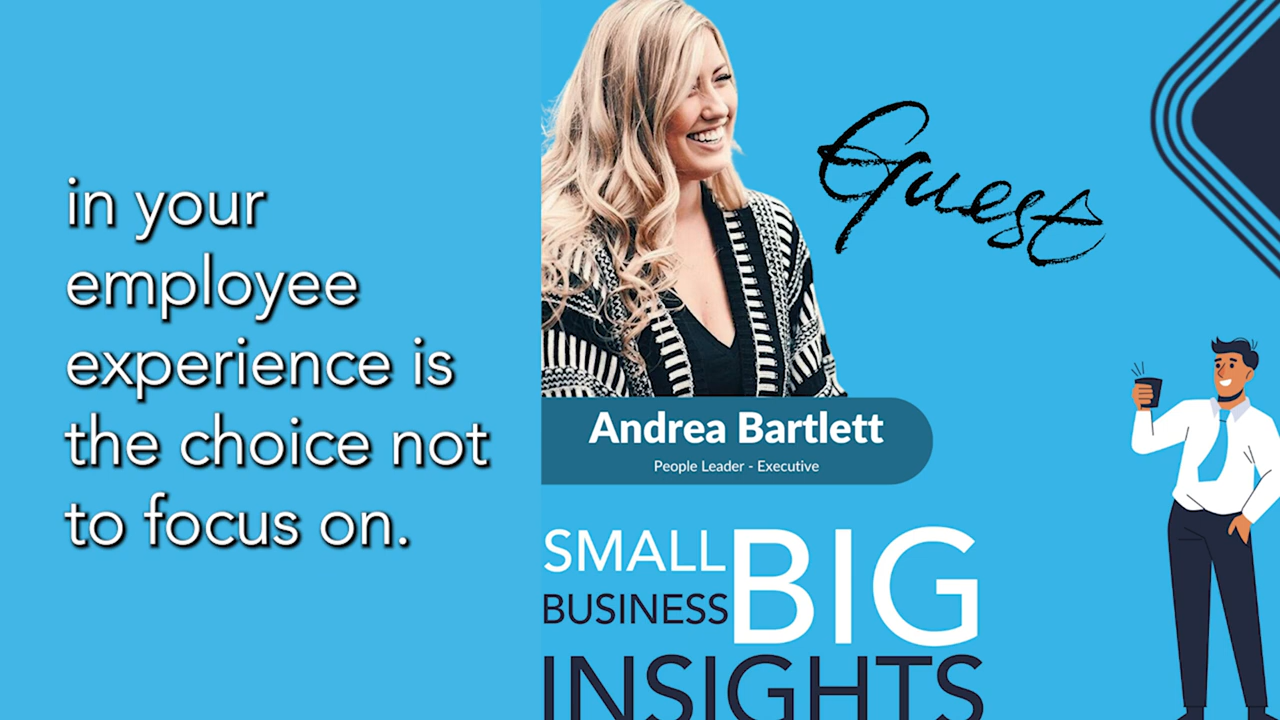 in your
employee
experience is
the choice not
to focus on.
Guest
Andrea Bartlett
People Leader - Executive
SMALL
BUSINESS
BIG
INSIGHTS